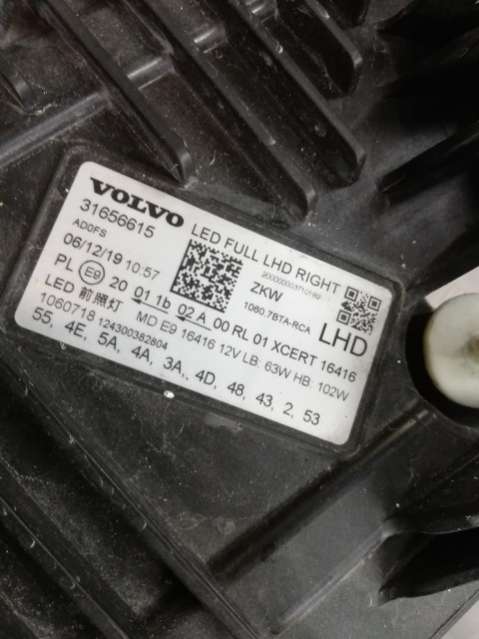 VOLVO LED FULL LHD RIGHT
31656615
AD0FS
ZKW
06/12/19 10:57
1080.7BTA-RCA
LHD
PL E9 20 01 1b 02 A 00 RL 01 XCERT 16416
LED 前照灯 MD E9 16416 12V LB: 63W HB: 102W
1060718 124300382804
55, 4E, 5A, 4A, 3A,, 4D, 48, 43, 2, 53